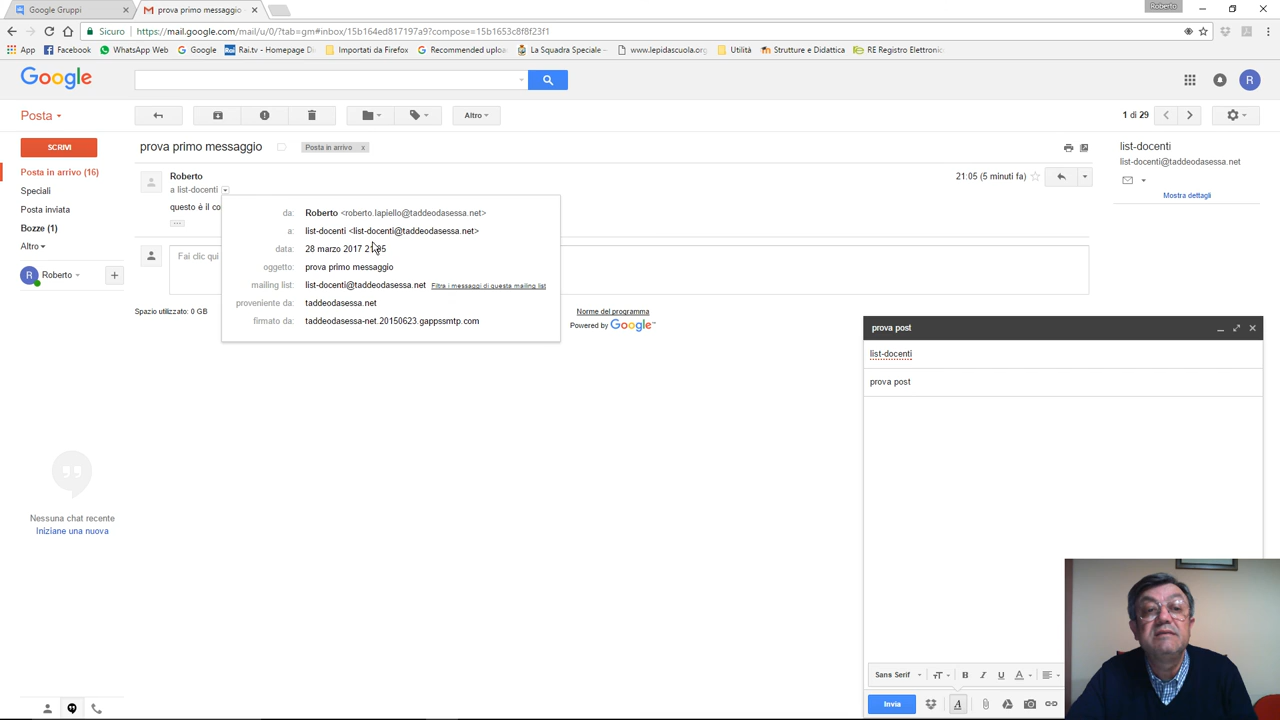 Google Gruppi
prova primo messaggio
Roberto
Sicuro
https://mail.google.com/mail/u/0/?tab=gm#inbox/15b164ed817197a9?compose=15b1653c8f8f23f1
App Facebook WhatsApp Web Google Rai.tv - Homepage Importati da Firefox Recommended uploa La Squadra Speciale - www.lepidascuola.org Utilità Strutture e Didattica RE Registro Elettronic
Google
R
Posta
Altro
1 di 29
SCRIVI
prova primo messaggio
Posta in arrivo x
list-docenti
list-docenti@taddeodasessa.net
Mostra dettagli
Posta in arrivo (16)
Speciali
Posta inviata
Bozze (1)
Altro
R Roberto
Roberto
21:05 (5 minuti fa)
a list-docenti
questo è il co
da: Roberto <roberto.lapiello@taddeodasessa.net>
a: list-docenti <list-docenti@taddeodasessa.net>
data: 28 marzo 2017
oggetto: prova primo messaggio
mailing list: list-docenti@taddeodasessa.net Filtra i messaggi di questa mailing list
proveniente da: taddeodasessa.net
firmato da: taddeodasessa-net.20150623.gappssmtp.com
Fai clic qui
Spazio utilizzato: 0 GB
Norme del programma
Powered by Google™
Nessuna chat recente
Iniziane una nuova
prova post
list-docenti
prova post
Sans Serif
Invia